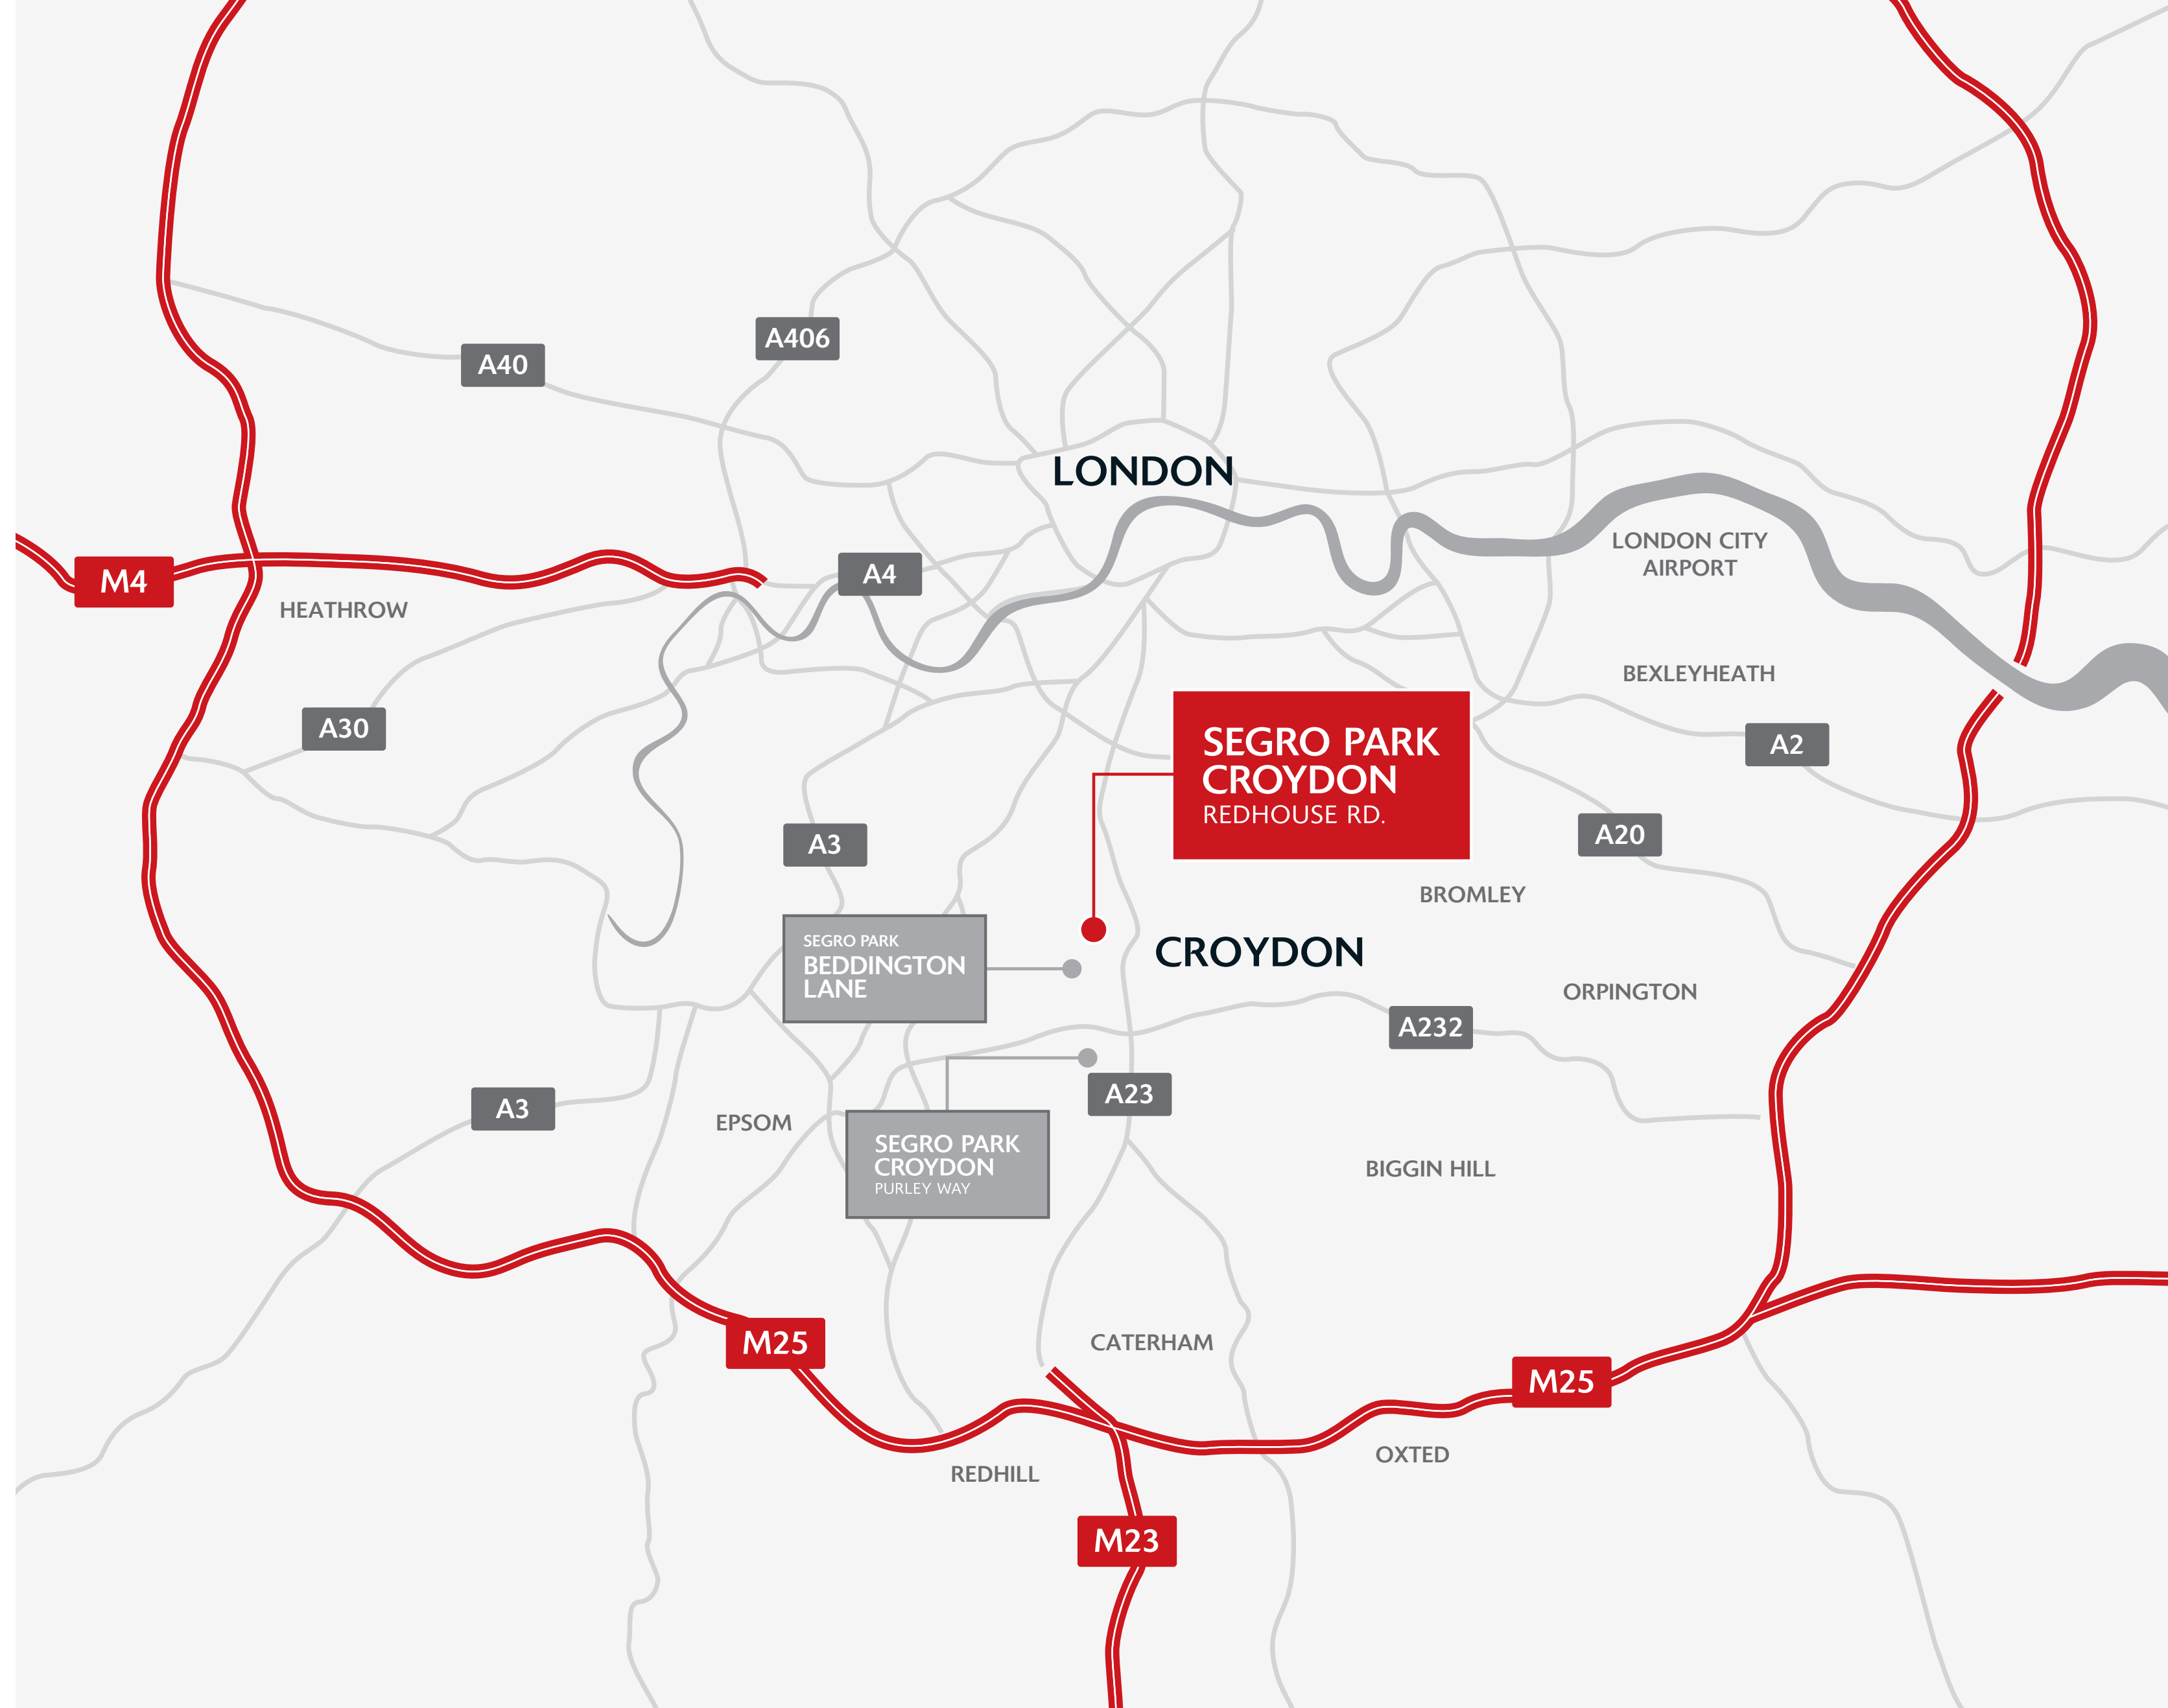 A406
A40
LONDON
LONDON CITY
AIRPORT
A4
M4
HEATHROW
BEXLEYHEATH
A30
A2
SEGRO PARK
CROYDON
REDHOUSE RD.
A20
A3
BROMLEY
SEGRO PARK
BEDDINGTON
LANE
CROYDON
ORPINGTON
A232
A23
A3
EPSOM
SEGRO PARK
CROYDON
PURLEY WAY
BIGGIN HILL
M25
CATERHAM
M25
OXTED
REDHILL
M23